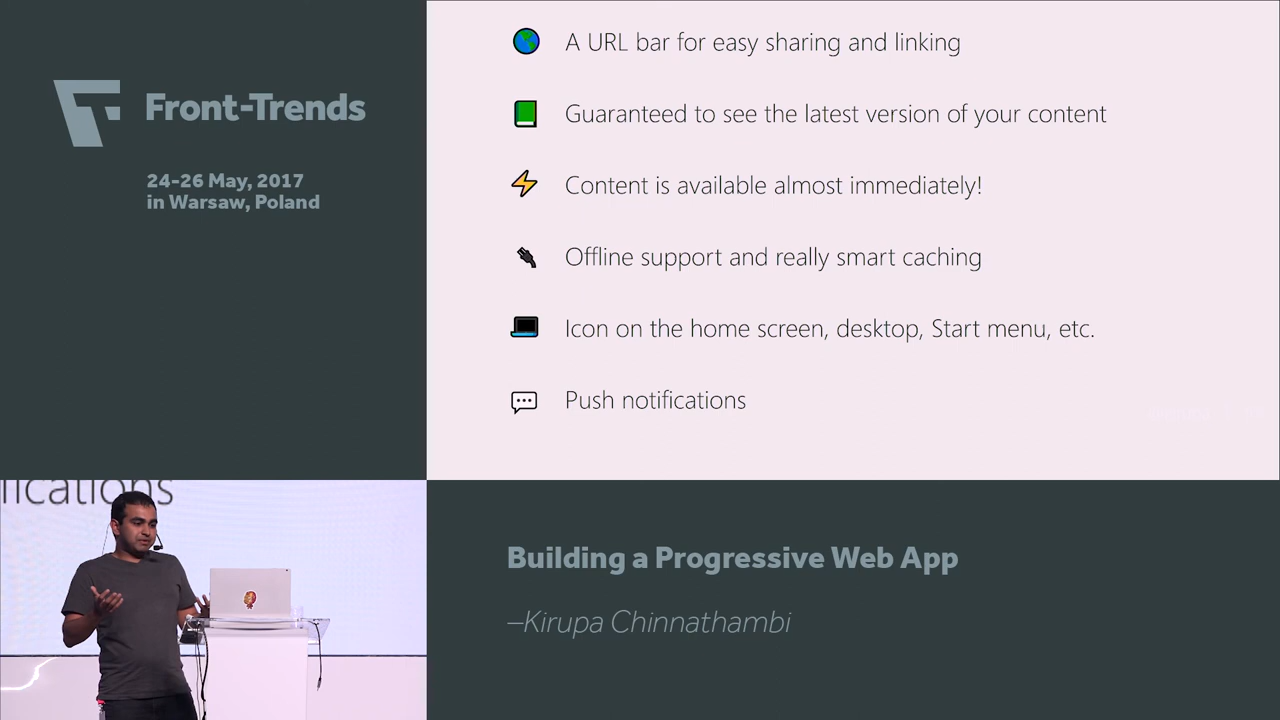 Front-Trends
24-26 May, 2017
in Warsaw, Poland
A URL bar for easy sharing and linking
Guaranteed to see the latest version of your content
Content is available almost immediately!
Offline support and really smart caching
Icon on the home screen, desktop, Start menu, etc.
Push notifications
ifications
Building a Progressive Web App
–Kirupa Chinnathambi